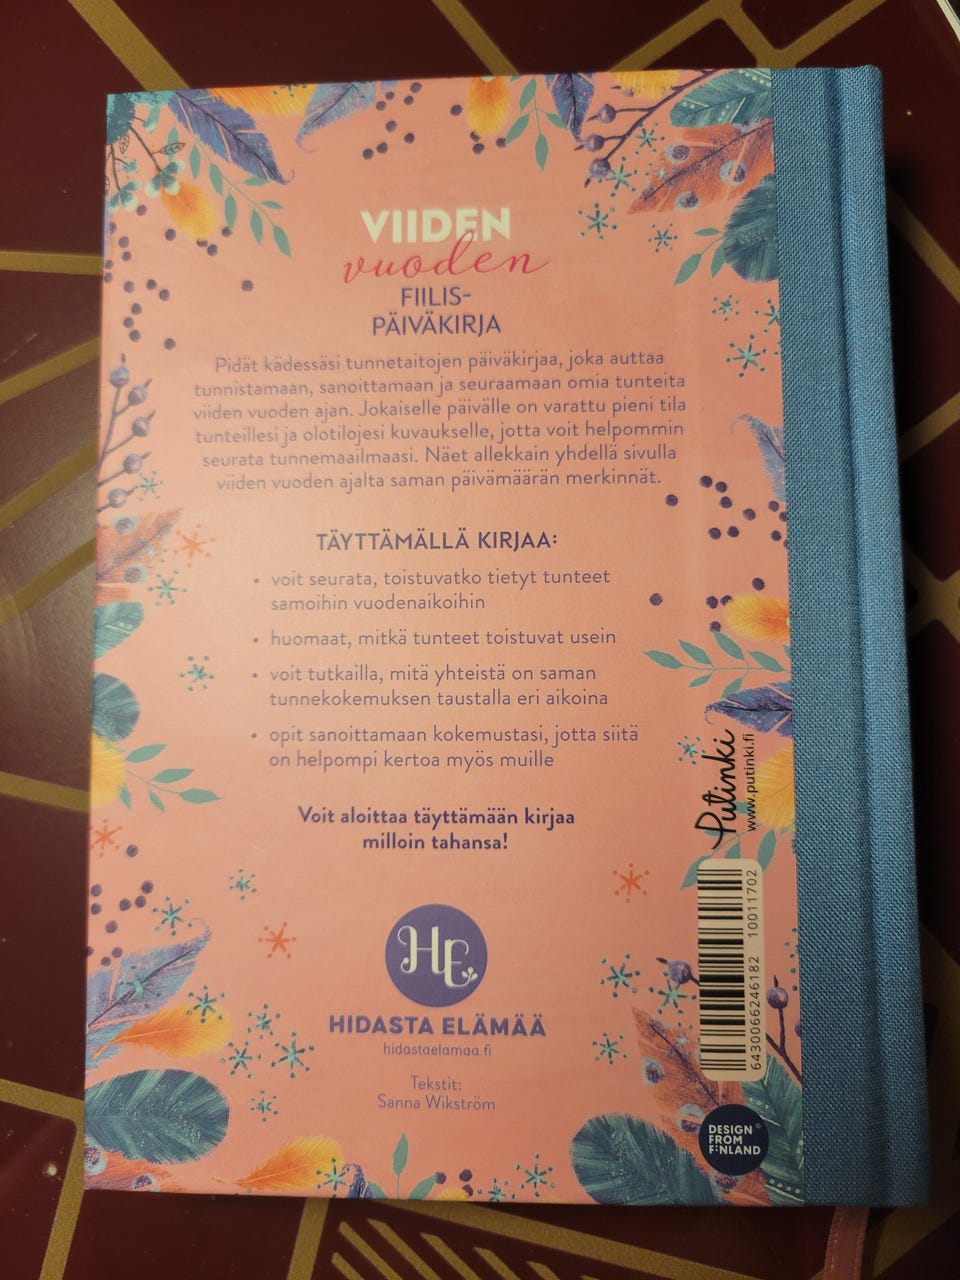 VIIDEN
vuoden
FIILIS-
PÄIVÄKIRJA
Pidät kädessäsi tunnetaitojen päiväkirjaa, joka auttaa
tunnistamaan, sanoittamaan ja seuraamaan omia tunteita
viiden vuoden ajan. Jokaiselle päivälle on varattu pieni tila
tunteillesi ja olotilojesi kuvaukselle, jotta voit helpommin
seurata tunnemaailmaasi. Näet allekkain yhdellä sivulla
viiden vuoden ajalta saman päivämäärän merkinnät.
TÄYTTÄMÄLLÄ KIRJAA:
• voit seurata, toistuvatko tietyt tunteet
samoihin vuodenaikoihin
• huomaat, mitkä tunteet toistuvat usein
• voit tutkailla, mitä yhteistä on saman
tunnekokemuksen taustalla eri aikoina
• opit sanoittamaan kokemustasi, jotta siitä
on helpompi kertoa myös muille
Voit aloittaa täyttämään kirjaa
milloin tahansa!
HE
HIDASTA ELÄMÄÄ
hidastaelamaa.fi
Tekstit:
Sanna Wikström
Putinki
www.putinki.fi
6430066246182 10011702
DESIGN
FROM
FINLAND